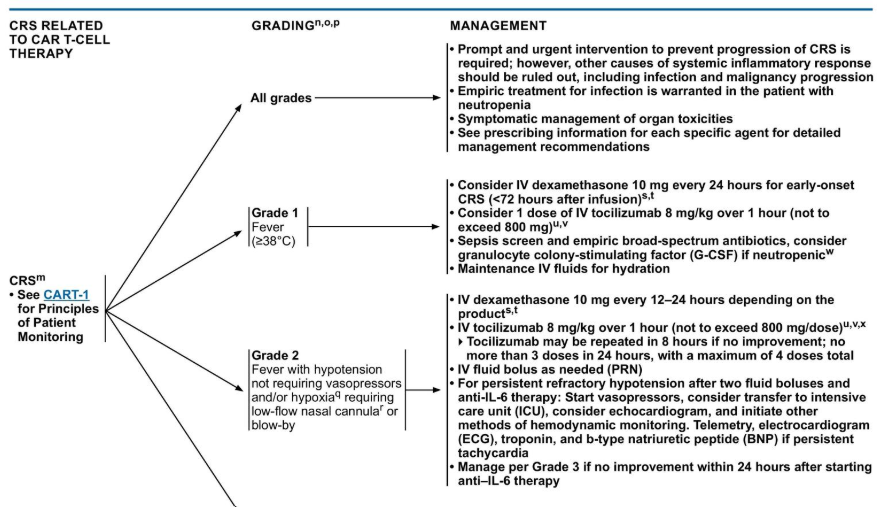 CRS RELATED
TO CAR T-CELL
THERAPY
GRADINGn,o,p
MANAGEMENT
CRSm
• See CART-1
for Principles
of Patient
Monitoring
All grades
• Prompt and urgent intervention to prevent progression of CRS is
required; however, other causes of systemic inflammatory response
should be ruled out, including infection and malignancy progression
• Empiric treatment for infection is warranted in the patient with
neutropenia
• Symptomatic management of organ toxicities
• See prescribing information for each specific agent for detailed
management recommendations
Grade 1
Fever
(≥38°C)
• Consider IV dexamethasone 10 mg every 24 hours for early-onset
CRS (<72 hours after infusion)s,t
• Consider 1 dose of IV tocilizumab 8 mg/kg over 1 hour (not to
exceed 800 mg)u,v
• Sepsis screen and empiric broad-spectrum antibiotics, consider
granulocyte colony-stimulating factor (G-CSF) if neutropenicw
• Maintenance IV fluids for hydration
Grade 2
Fever with hypotension
not requiring vasopressors
and/or hypoxiaq requiring
low-flow nasal cannular or
blow-by
• IV dexamethasone 10 mg every 12–24 hours depending on the
products,t
• IV tocilizumab 8 mg/kg over 1 hour (not to exceed 800 mg/dose)u,v,x
▸ Tocilizumab may be repeated in 8 hours if no improvement; no
more than 3 doses in 24 hours, with a maximum of 4 doses total
• IV fluid bolus as needed (PRN)
• For persistent refractory hypotension after two fluid boluses and
anti-IL-6 therapy: Start vasopressors, consider transfer to intensive
care unit (ICU), consider echocardiogram, and initiate other
methods of hemodynamic monitoring. Telemetry, electrocardiogram
(ECG), troponin, and b-type natriuretic peptide (BNP) if persistent
tachycardia
• Manage per Grade 3 if no improvement within 24 hours after starting
anti–IL-6 therapy